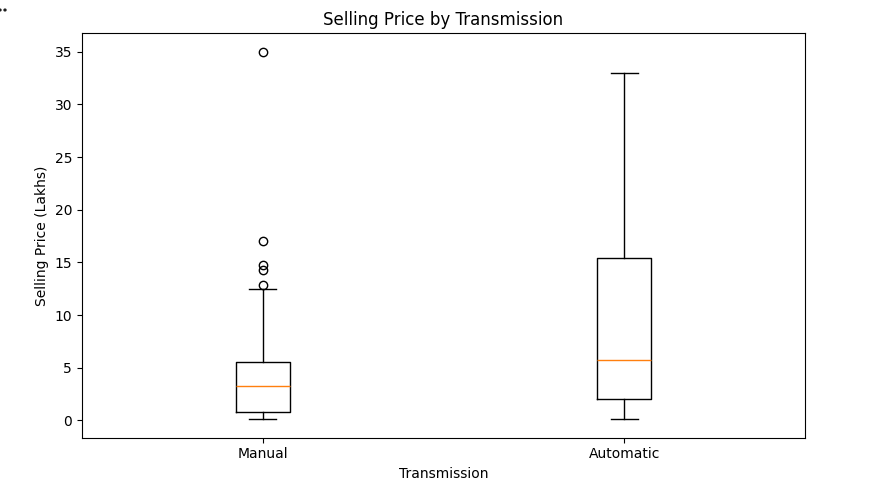 Selling Price by Transmission
35
30
25
20
15
10
5
0
Selling Price (Lakhs)
Manual Automatic
Transmission